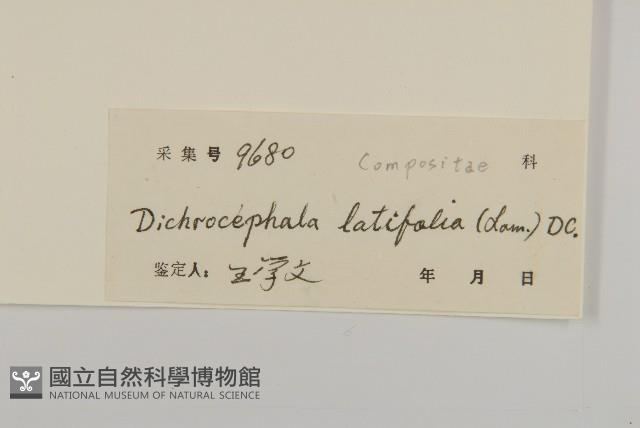 采集号 9680 Compositae 科
Dichrocephala latifolia (Lam.) DC.
鉴定人: 王学文 年 月 日
國立自然科學博物館
NATIONAL MUSEUM OF NATURAL SCIENCE